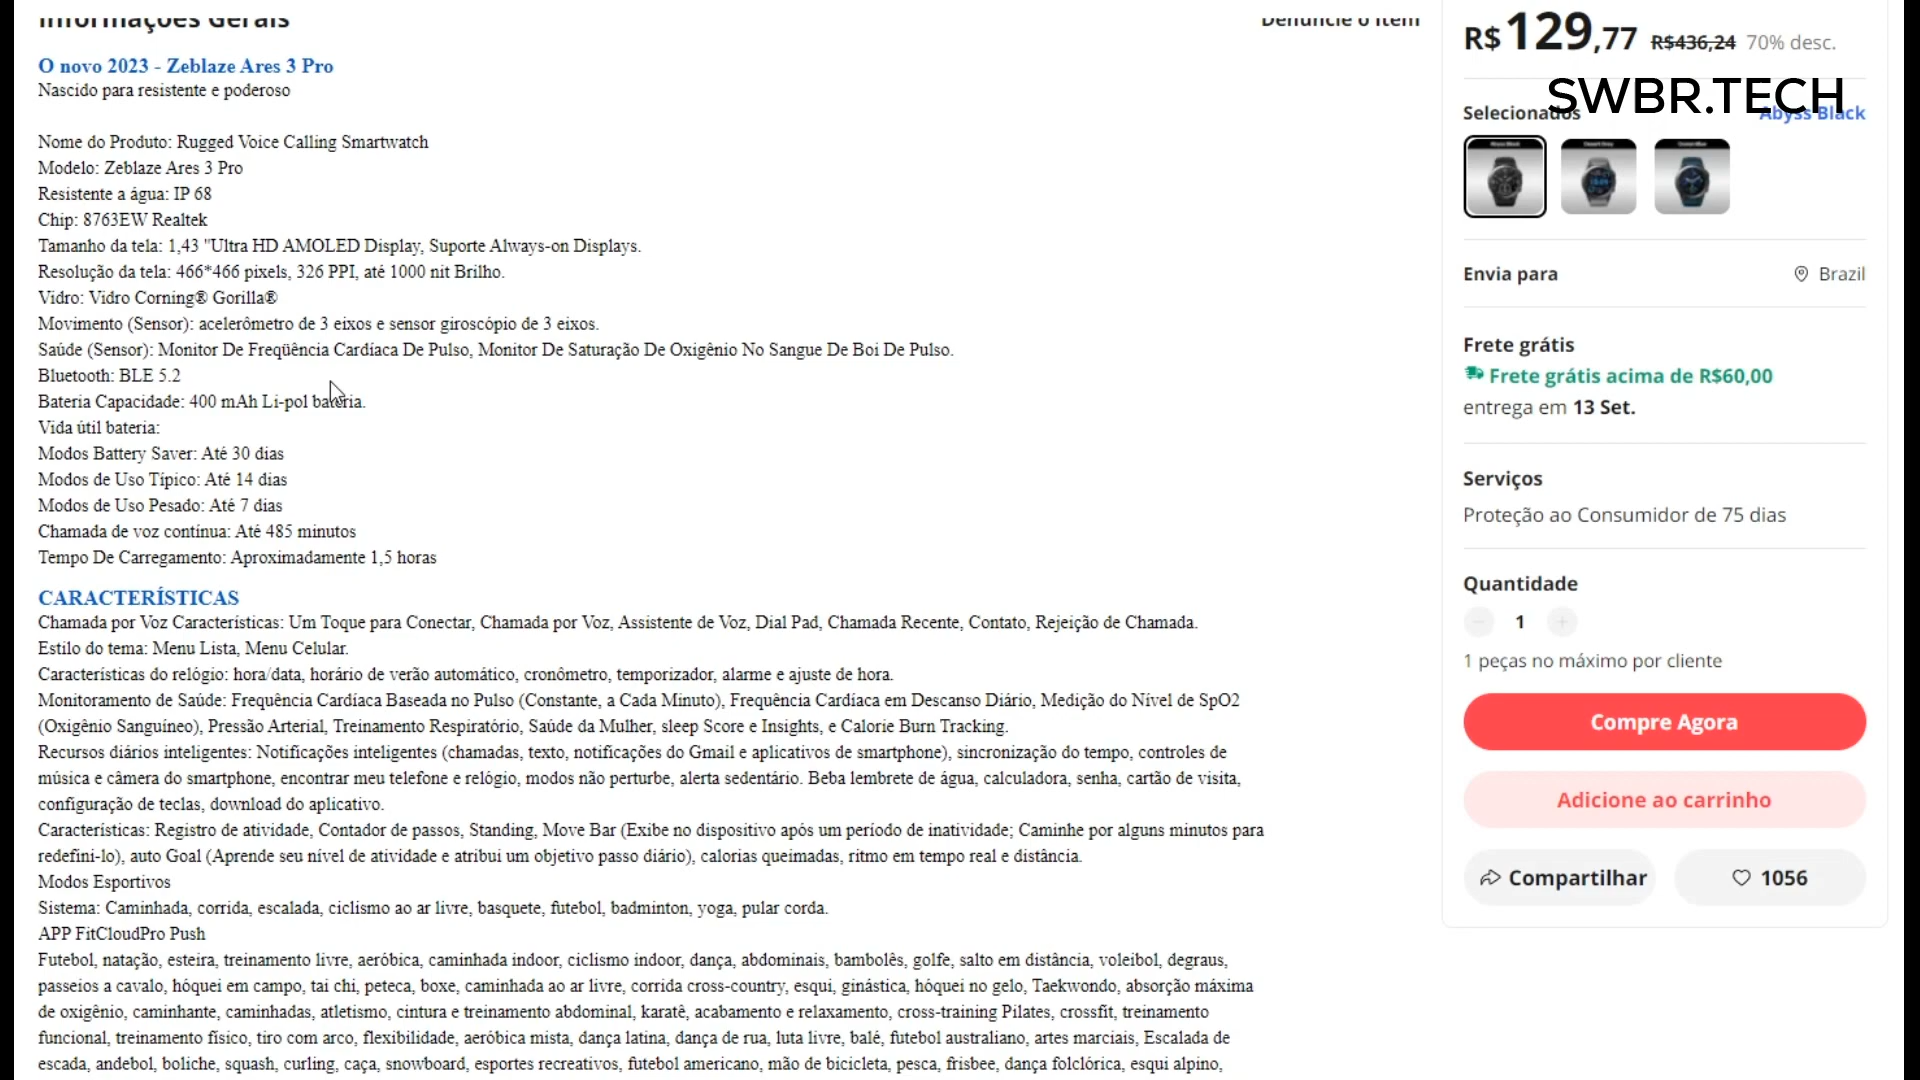 Informações Gerais
Denuncie o item
O novo 2023 - Zeblaze Ares 3 Pro
Nascido para resistente e poderoso
Nome do Produto: Rugged Voice Calling Smartwatch
Modelo: Zeblaze Ares 3 Pro
Resistente a água: IP 68
Chip: 8763EW Realtek
Tamanho da tela: 1,43 "Ultra HD AMOLED Display, Suporte Always-on Displays.
Resolução da tela: 466*466 pixels, 326 PPI, até 1000 nit Brilho.
Vidro: Vidro Corning® Gorilla®
Movimento (Sensor): acelerômetro de 3 eixos e sensor giroscópio de 3 eixos.
Saúde (Sensor): Monitor De Freqüência Cardíaca De Pulso, Monitor De Saturação De Oxigênio No Sangue De Boi De Pulso.
Bluetooth: BLE 5.2
Bateria Capacidade: 400 mAh Li-pol bateria.
Vida útil bateria:
Modos Battery Saver: Até 30 dias
Modos de Uso Típico: Até 14 dias
Modos de Uso Pesado: Até 7 dias
Chamada de voz contínua: Até 485 minutos
Tempo De Carregamento: Aproximadamente 1,5 horas
CARACTERÍSTICAS
Chamada por Voz Características: Um Toque para Conectar, Chamada por Voz, Assistente de Voz, Dial Pad, Chamada Recente, Contato, Rejeição de Chamada.
Estilo do tema: Menu Lista, Menu Celular.
Características do relógio: hora/data, horário de verão automático, cronômetro, temporizador, alarme e ajuste de hora.
Monitoramento de Saúde: Frequência Cardíaca Baseada no Pulso (Constante, a Cada Minuto), Frequência Cardíaca em Descanso Diário, Medição do Nível de SpO2
(Oxigênio Sanguíneo), Pressão Arterial, Treinamento Respiratório, Saúde da Mulher, sleep Score e Insights, e Calorie Burn Tracking.
Recursos diários inteligentes: Notificações inteligentes (chamadas, texto, notificações do Gmail e aplicativos de smartphone), sincronização do tempo, controles de
música e câmera do smartphone, encontrar meu telefone e relógio, modos não perturbe, alerta sedentário. Beba lembrete de água, calculadora, senha, cartão de visita,
configuração de teclas, download do aplicativo.
Características: Registro de atividade, Contador de passos, Standing, Move Bar (Exibe no dispositivo após um período de inatividade; Caminhe por alguns minutos para
redefini-lo), auto Goal (Aprende seu nível de atividade e atribui um objetivo passo diário), calorias queimadas, ritmo em tempo real e distância.
Modos Esportivos
Sistema: Caminhada, corrida, escalada, ciclismo ao ar livre, basquete, futebol, badminton, yoga, pular corda.
APP FitCloudPro Push
Futebol, natação, esteira, treinamento livre, aeróbica, caminhada indoor, ciclismo indoor, dança, abdominais, bambolês, golfe, salto em distância, voleibol, degraus,
passeios a cavalo, hóquei em campo, tai chi, peteca, boxe, caminhada ao ar livre, corrida cross-country, esqui, ginástica, hóquei no gelo, Taekwondo, absorção máxima
de oxigênio, caminhante, caminhadas, atletismo, cintura e treinamento abdominal, karatê, acabamento e relaxamento, cross-training Pilates, crossfit, treinamento
funcional, treinamento físico, tiro com arco, flexibilidade, aeróbica mista, dança latina, dança de rua, luta livre, balé, futebol australiano, artes marciais, Escalada de
escada, andebol, boliche, squash, curling, caça, snowboard, esportes recreativos, futebol americano, mão de bicicleta, pesca, frisbee, dança folclórica, esqui alpino,
R$129,77 R$436,24 70% desc.
SWBR.TECH
Selecionados Abyss Black
Envia para Brazil
Frete grátis
Frete grátis acima de R$60,00
entrega em 13 Set.
Serviços
Proteção ao Consumidor de 75 dias
Quantidade
- 1 +
1 peças no máximo por cliente
Compre Agora
Adicione ao carrinho
Compartilhar 1056